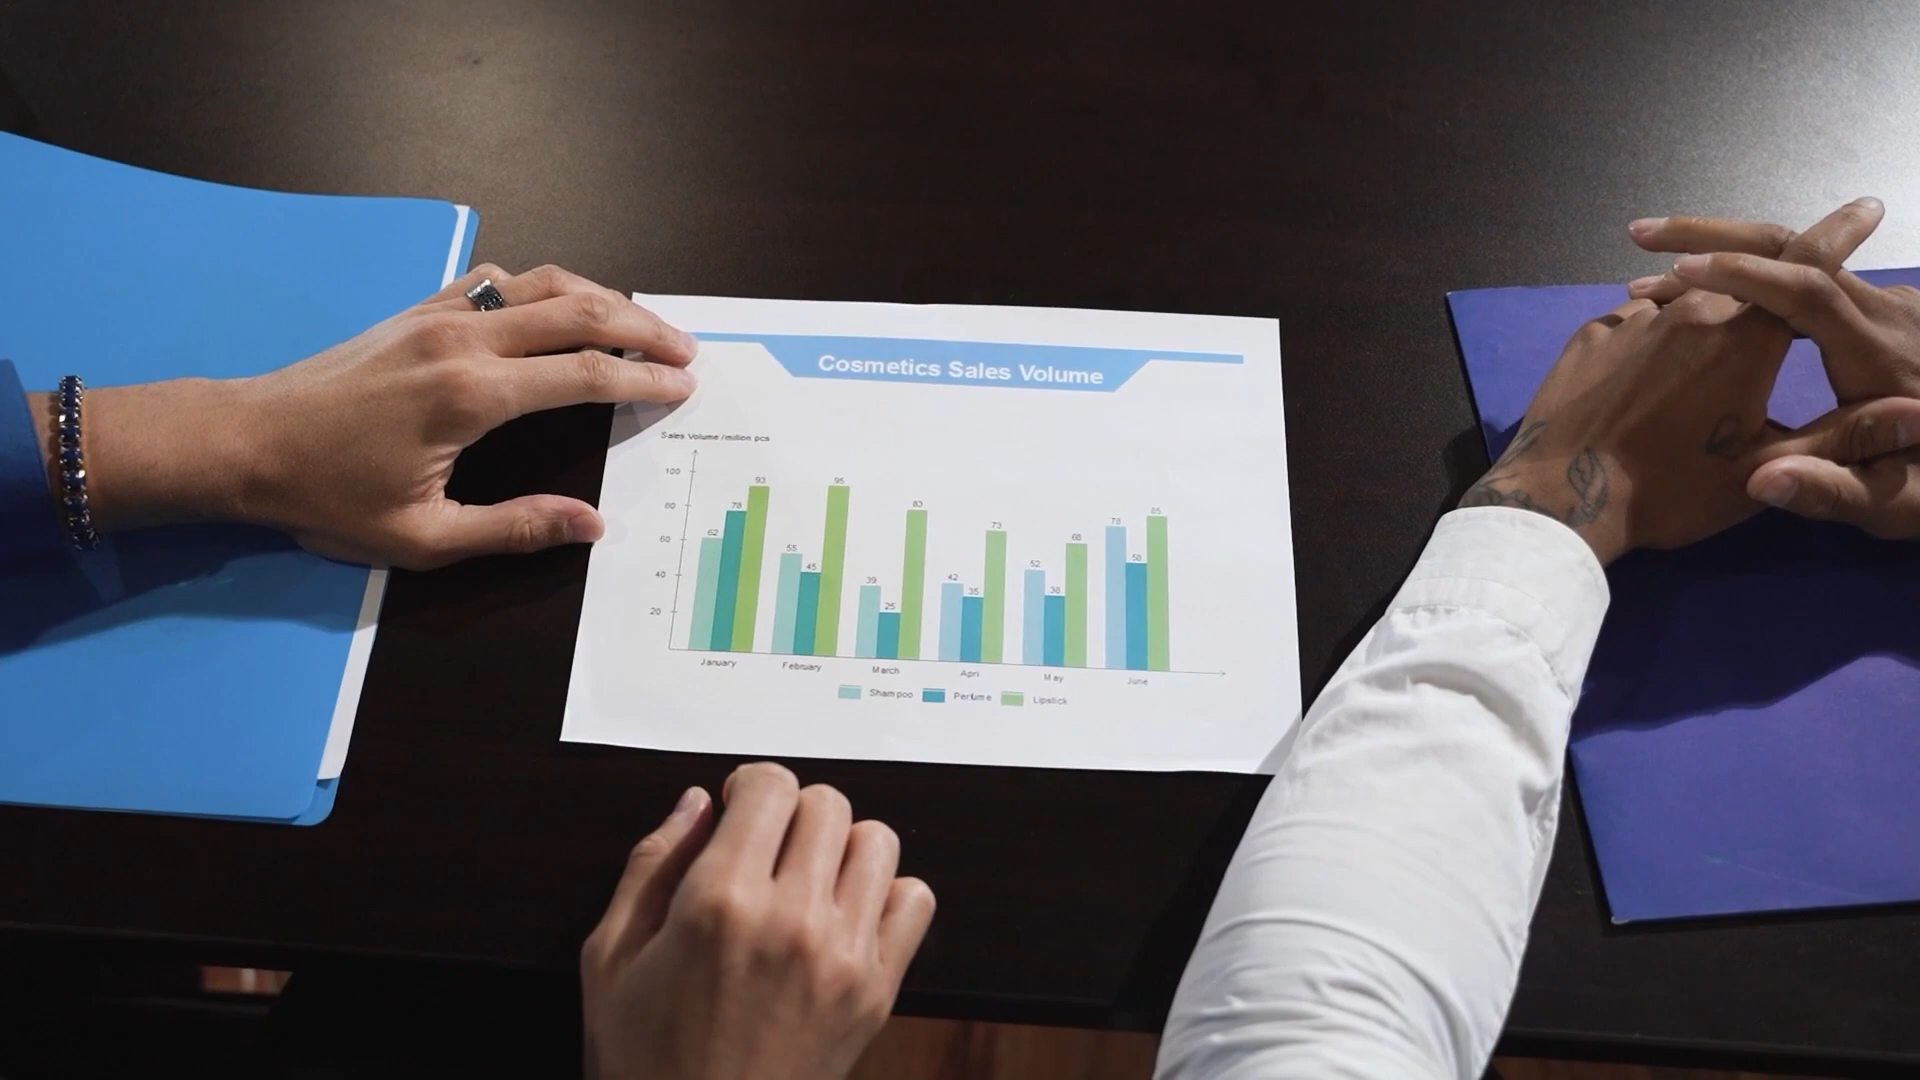 Cosmetics Sales Volume
Sales Volume /million pcs
100
80
60
40
20
62 78 93
55 45 95
39 25 83
42 35 73
52 38 68
78 58 85
January February March April May June
Shampoo Perfume Lipstick